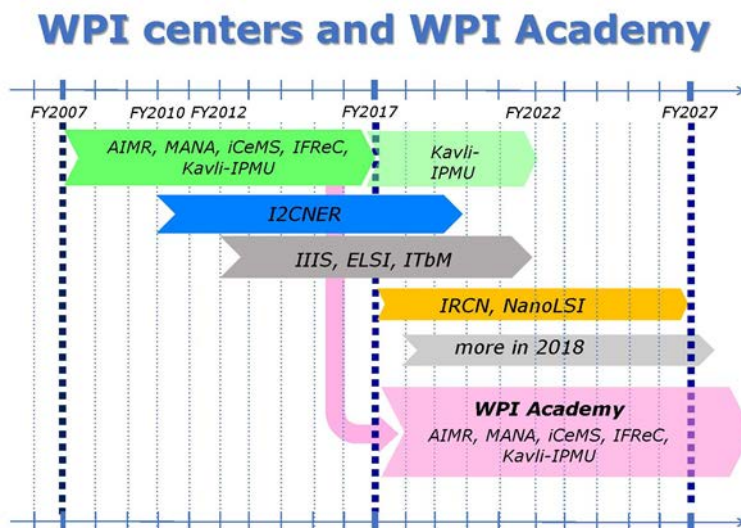 WPI centers and WPI Academy
FY2007 FY2010 FY2012 FY2017 FY2022 FY2027
AIMR, MANA, iCeMS, IFReC,
Kavli-IPMU
Kavli-
IPMU
I2CNER
IIIS, ELSI, ITbM
IRCN, NanoLSI
more in 2018
WPI Academy
AIMR, MANA, iCeMS, IFReC,
Kavli-IPMU